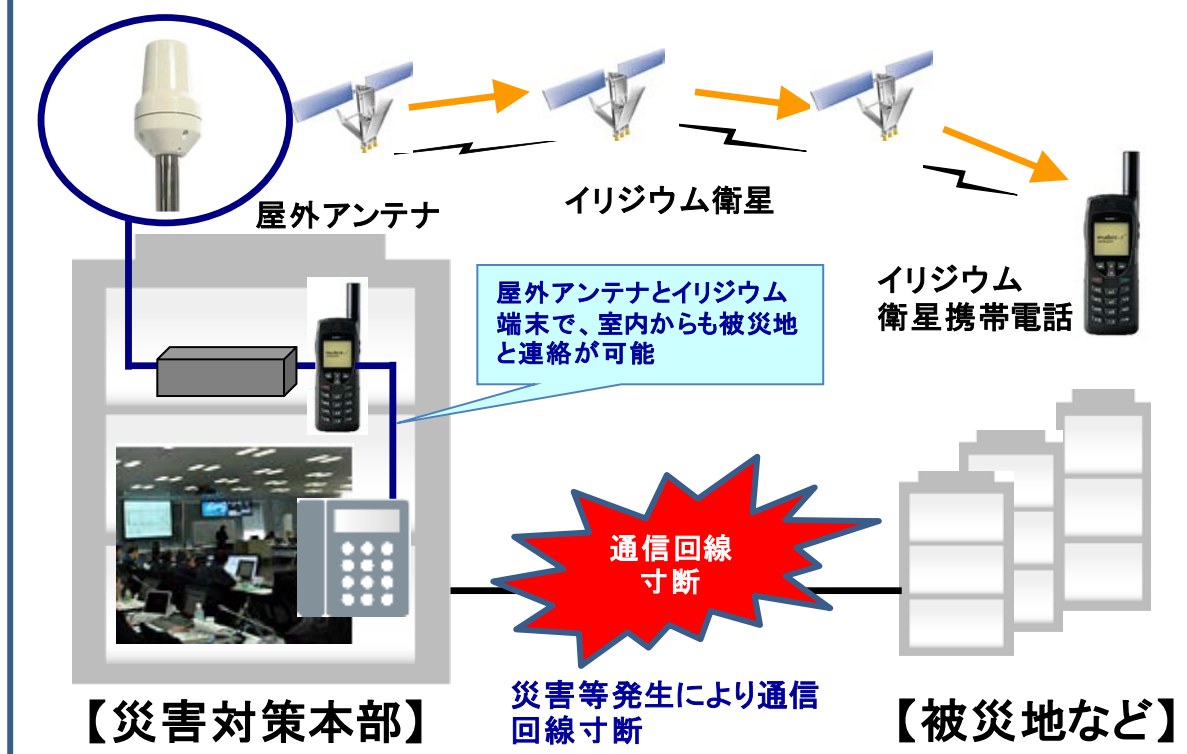 屋外アンテナ
イリジウム衛星
イリジウム
衛星携帯電話
屋外アンテナとイリジウム
端末で、室内からも被災地
と連絡が可能
通信回線
寸断
災害等発生により通信
回線寸断
【災害対策本部】
【被災地など】